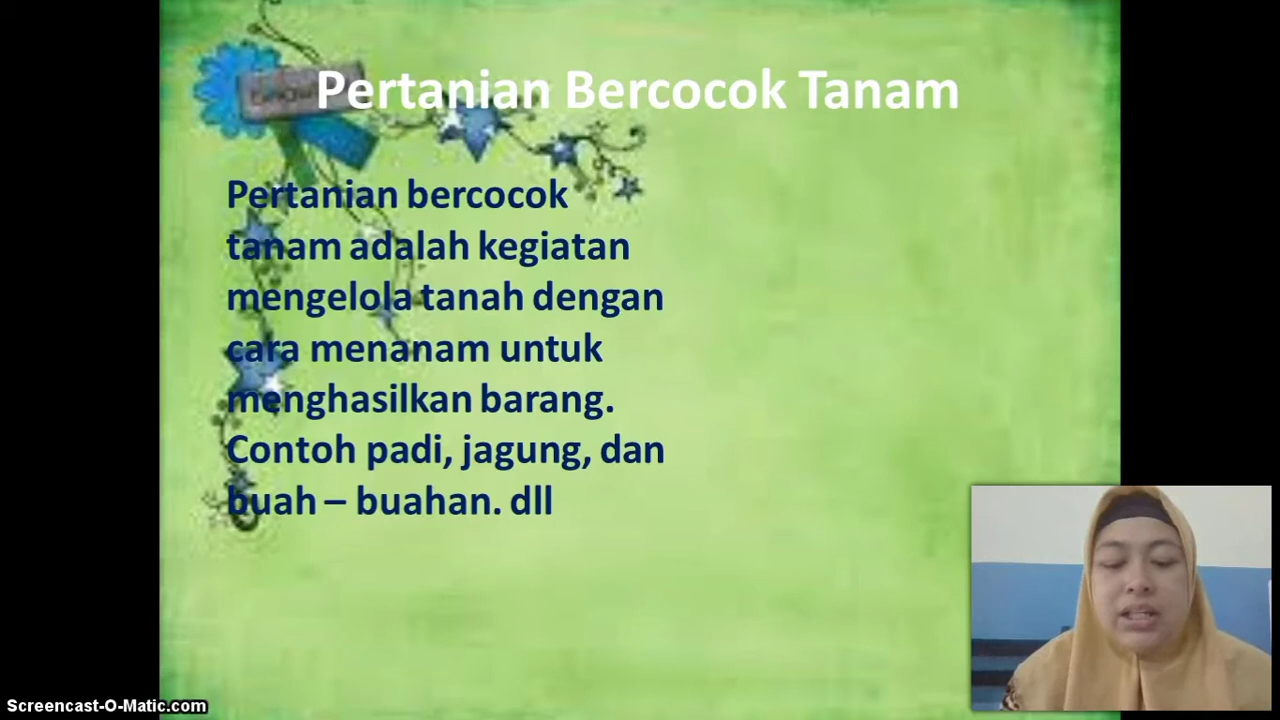 Pertanian Bercocok Tanam
Pertanian bercocok
tanam adalah kegiatan
mengelola tanah dengan
cara menanam untuk
menghasilkan barang.
Contoh padi, jagung, dan
buah – buahan. dll
Screencast-O-Matic.com